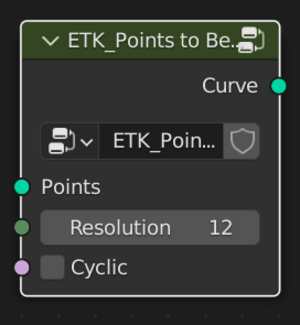 ETK_Points to Be..
Curve
ETK_Poin...
Points
Resolution 12
Cyclic